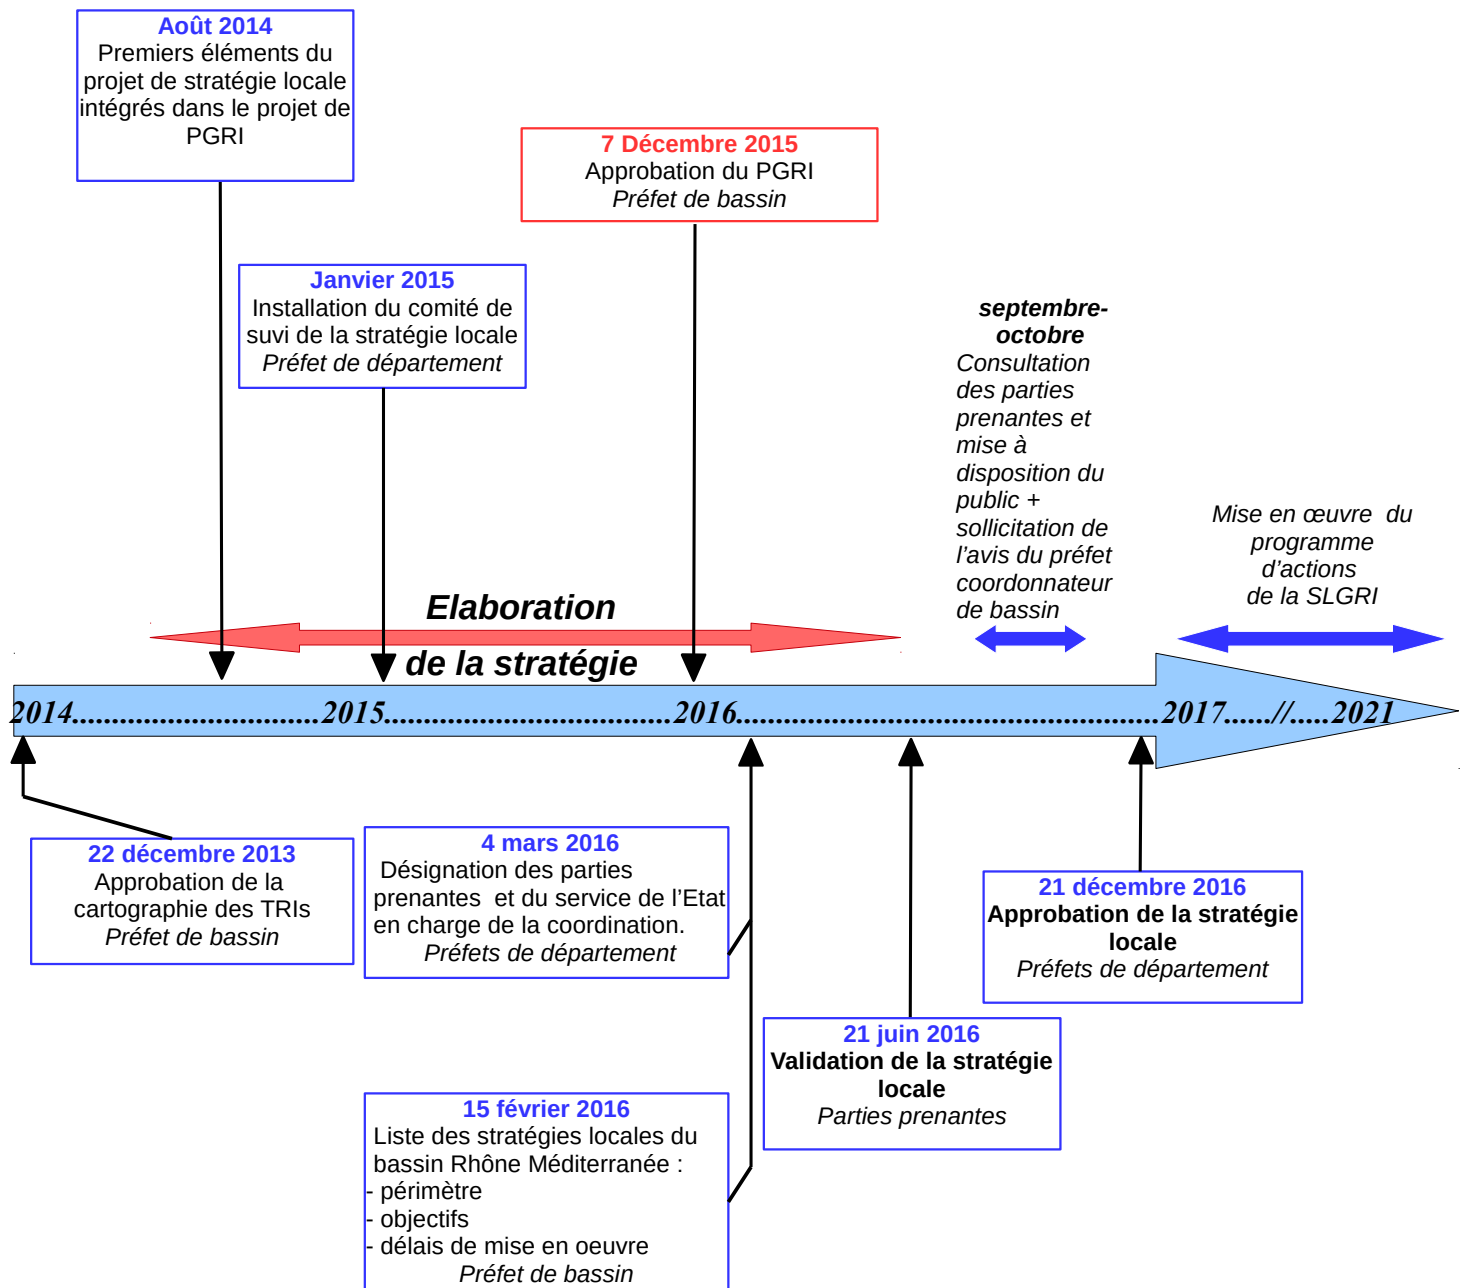 Août 2014
Premiers éléments du
projet de stratégie locale
intégrés dans le projet de
PGRI
7 Décembre 2015
Approbation du PGRI
Préfet de bassin
Janvier 2015
Installation du comité de
suvi de la stratégie locale
Préfet de département
septembre-
octobre
Consultation
des parties
prenantes et
mise à
disposition du
public +
sollicitation de
l'avis du préfet
coordonnateur
de bassin
Mise en œuvre  du
programme
d'actions
de la SLGRI
Elaboration
de la stratégie
2014...............................2015....................................2016.....................................................2017......//.....2021
22 décembre 2013
Approbation de la
cartographie des TRIs
Préfet de bassin
4 mars 2016
Désignation des parties
prenantes  et du service de l'Etat
en charge de la coordination.
Préfets de département
21 décembre 2016
Approbation de la stratégie
locale
Préfets de département
21 juin 2016
Validation de la stratégie
locale
Parties prenantes
15 février 2016
Liste des stratégies locales du
bassin Rhône Méditerranée :
- périmètre
- objectifs
- délais de mise en oeuvre
Préfet de bassin